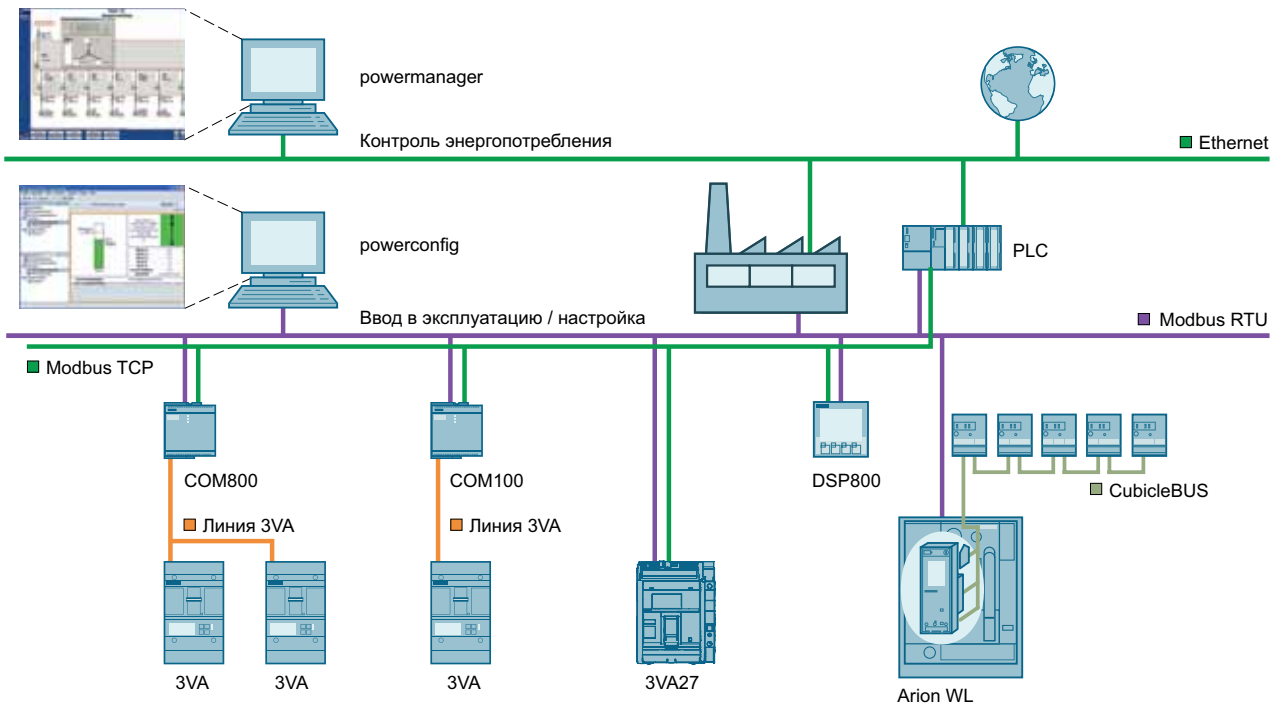 powermanager
Контроль энергопотребления
Ethernet
powerconfig
PLC
Ввод в эксплуатацию / настройка
Modbus RTU
Modbus TCP
COM800
COM100
DSP800
CubicleBUS
Линия 3VA
Линия 3VA
3VA
3VA
3VA
3VA27
Arion WL